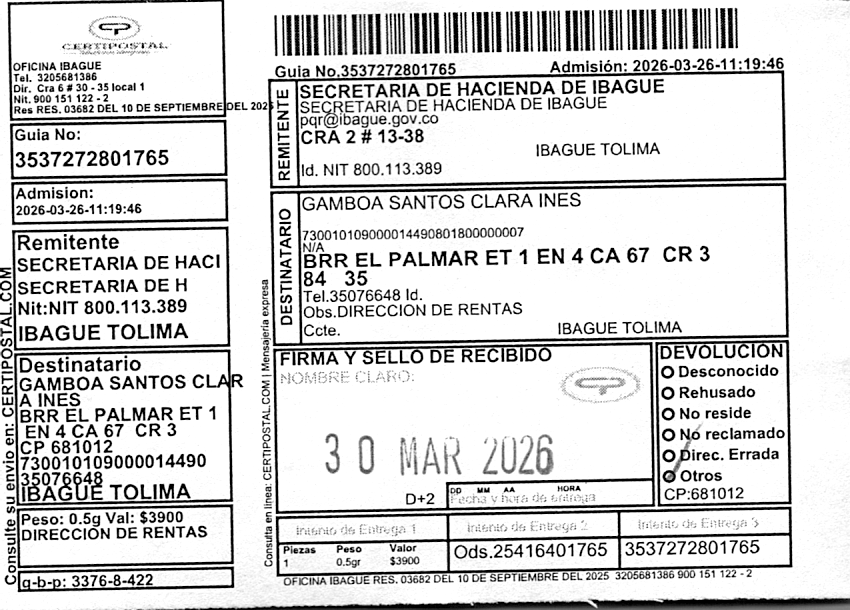 CERTIPOSTAL
OFICINA IBAGUE
Tel. 3205681386
Dir. Cra 6 # 30 - 35 local 1
Nit. 900 151 122 - 2
Res RES. 03682 DEL 10 DE SEPTIEMBRE DEL 2025
Guia No:
3537272801765
Admision:
2026-03-26-11:19:46
Remitente
SECRETARIA DE HACI
SECRETARIA DE H
Nit:NIT 800.113.389
IBAGUE TOLIMA
Destinatario
GAMBOA SANTOS CLAR
A INES
BRR EL PALMAR ET 1
EN 4 CA 67 CR 3
CP 681012
730010109000014490
35076648
IBAGUE TOLIMA
Peso: 0.5g Val: $3900
DIRECCION DE RENTAS
q-b-p: 3376-8-422
Consulte su envio en: CERTIPOSTAL.COM
Guia No.3537272801765 Admisión: 2026-03-26-11:19:46
REMITENTE
SECRETARIA DE HACIENDA DE IBAGUE
SECRETARIA DE HACIENDA DE IBAGUE
pqr@ibague.gov.co
CRA 2 # 13-38
IBAGUE TOLIMA
Id. NIT 800.113.389
DESTINATARIO
GAMBOA SANTOS CLARA INES
730010109000014490801800000007
N/A
BRR EL PALMAR ET 1 EN 4 CA 67 CR 3
84 35
Tel.35076648 Id.
Obs.DIRECCION DE RENTAS
Ccte. IBAGUE TOLIMA
Consulta en línea: CERTIPOSTAL.COM | Mensajería expresa
FIRMA Y SELLO DE RECIBIDO
NOMBRE CLARO:
30 MAR 2026
D+2
DD MM AA HORA
Fecha y hora de entrega
DEVOLUCIÓN
Desconocido
Rehusado
No reside
No reclamado
Direc. Errada
Otros
CP:681012
Intento de Entrega 1 Intento de Entrega 2 Intento de Entrega 3
Piezas Peso Valor
1 0.5gr $3900
Ods.25416401765
3537272801765
OFICINA IBAGUE RES. 03682 DEL 10 DE SEPTIEMBRE DEL 2025 3205681386 900 151 122 - 2